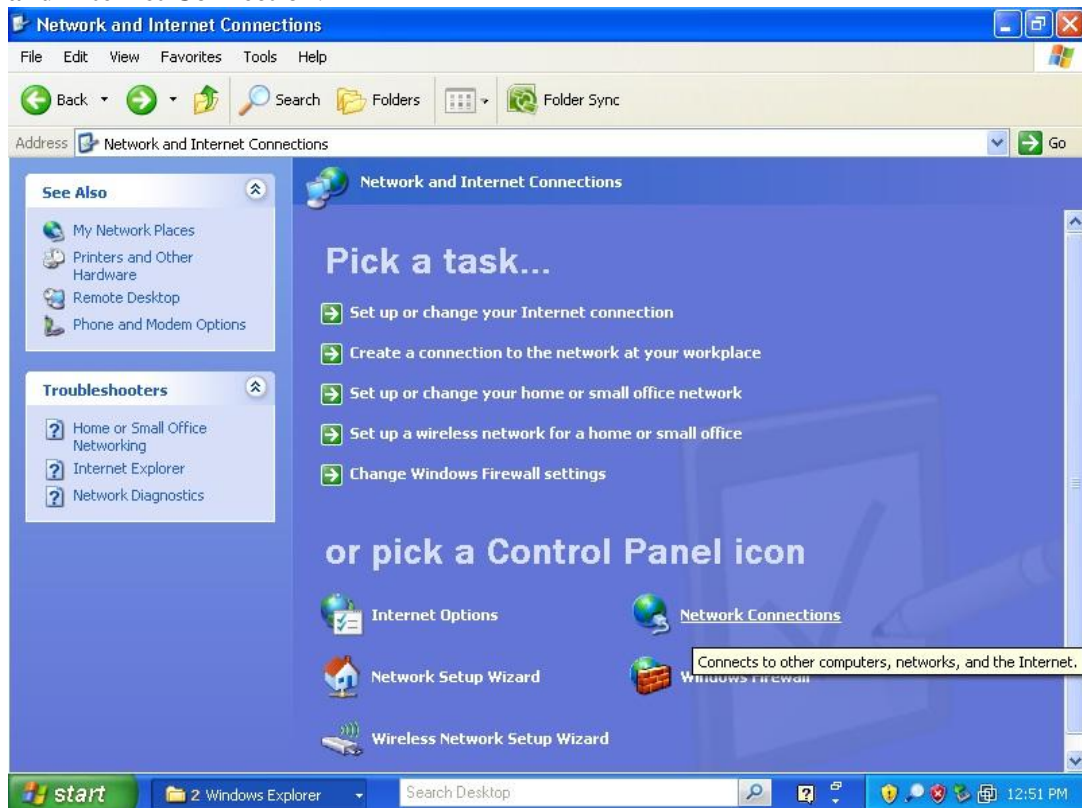 Network and Internet Connections
File Edit View Favorites Tools Help
Back Search Folders Folder Sync
Address Network and Internet Connections Go
See Also
My Network Places
Printers and Other
Hardware
Remote Desktop
Phone and Modem Options
Troubleshooters
Home or Small Office
Networking
Internet Explorer
Network Diagnostics
Network and Internet Connections
Pick a task...
Set up or change your Internet connection
Create a connection to the network at your workplace
Set up or change your home or small office network
Set up a wireless network for a home or small office
Change Windows Firewall settings
or pick a Control Panel icon
Internet Options
Network Connections
Connects to other computers, networks, and the Internet.
Network Setup Wizard
Windows Firewall
Wireless Network Setup Wizard
start 2 Windows Explorer Search Desktop 12:51 PM